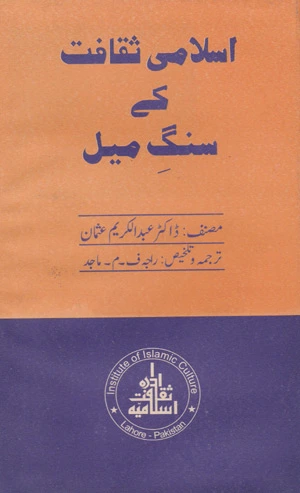 اسلامی ثقافت
کے
سنگِ میل
مصنف: ڈاکٹر عبدالکریم عثمان
ترجمہ و تلخیص: راجہ ف۔م۔ ماجد
Institute of Islamic Culture
ادارہ
ثقافت
اسلامیہ
Lahore - Pakistan